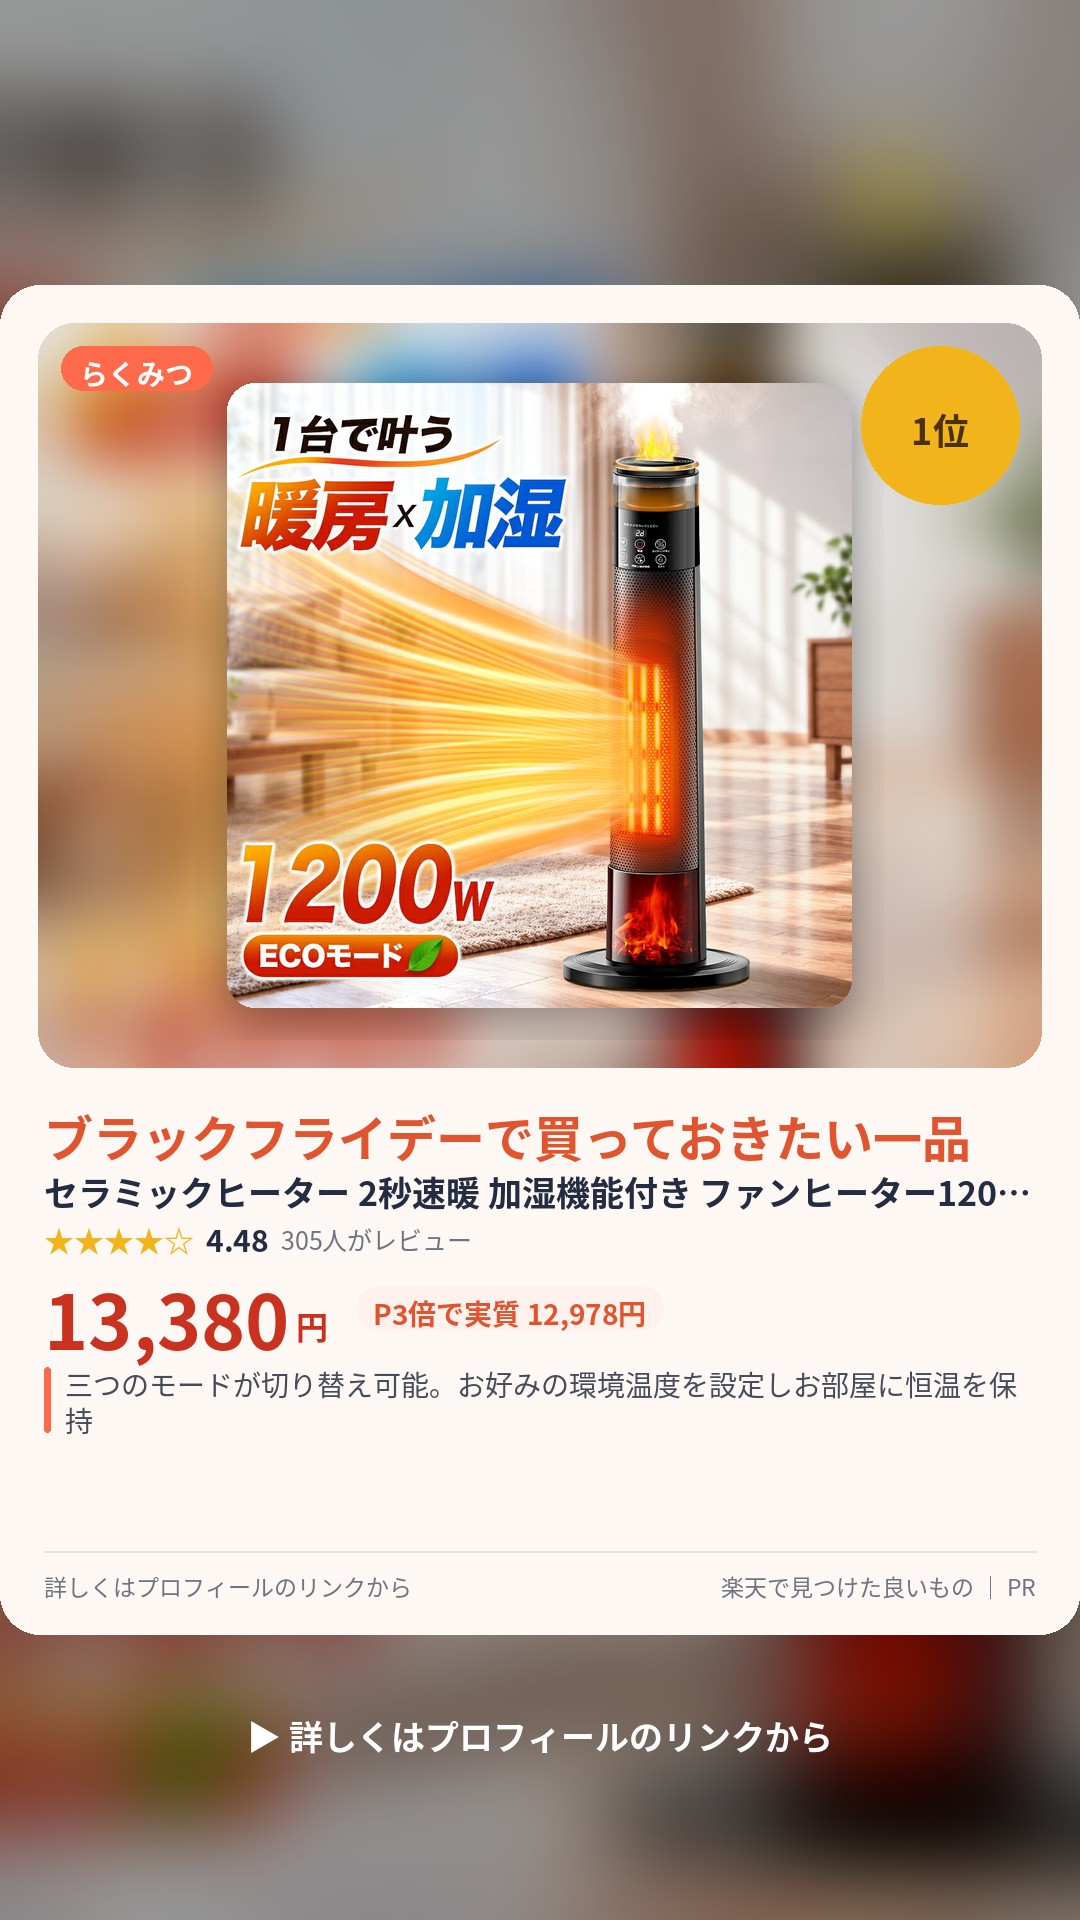 らくみつ
1位
1台で叶う
暖房x加湿
1200W
ECOモード
ブラックフライデーで買っておきたい一品
セラミックヒーター 2秒速暖 加湿機能付き ファンヒーター120…
★★★★☆ 4.48 305人がレビュー
13,380円 P3倍で実質 12,978円
三つのモードが切り替え可能。お好みの環境温度を設定しお部屋に恒温を保
持
詳しくはプロフィールのリンクから
楽天で見つけた良いもの｜PR
▶ 詳しくはプロフィールのリンクから